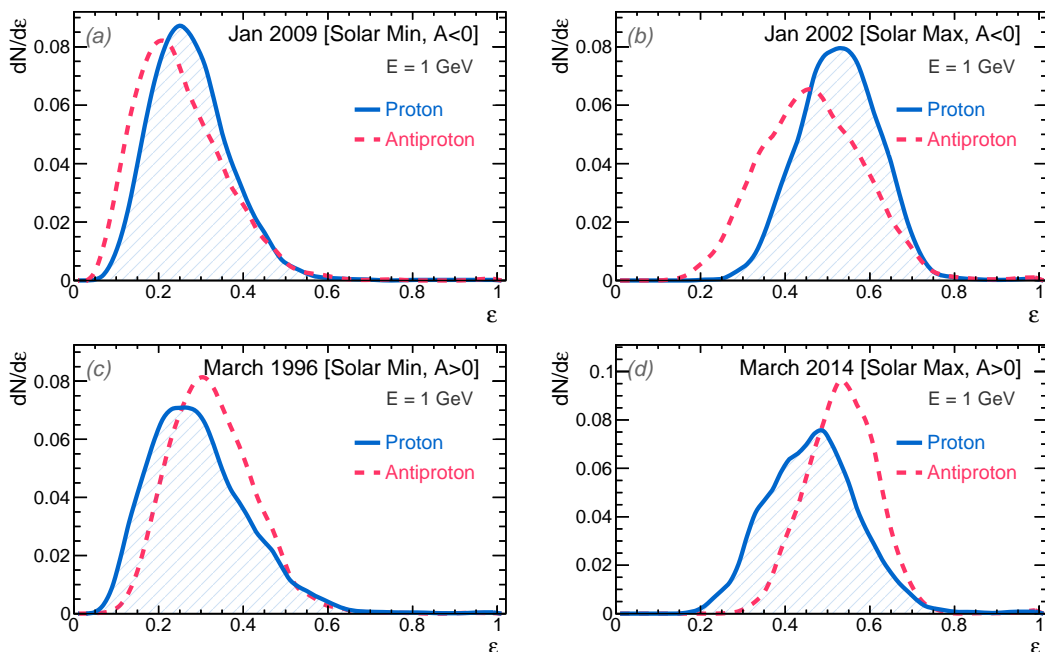 (a)
Jan 2009 [Solar Min, A<0]
E = 1 GeV
Proton
Antiproton
dN/dε
0.08
0.06
0.04
0.02
0
0 0.2 0.4 0.6 0.8 1
ε
(b)
Jan 2002 [Solar Max, A<0]
E = 1 GeV
Proton
Antiproton
dN/dε
0.08
0.06
0.04
0.02
0
0 0.2 0.4 0.6 0.8 1
ε
(c)
March 1996 [Solar Min, A>0]
E = 1 GeV
Proton
Antiproton
dN/dε
0.08
0.06
0.04
0.02
0
0 0.2 0.4 0.6 0.8 1
ε
(d)
March 2014 [Solar Max, A>0]
E = 1 GeV
Proton
Antiproton
dN/dε
0.1
0.08
0.06
0.04
0.02
0
0 0.2 0.4 0.6 0.8 1
ε